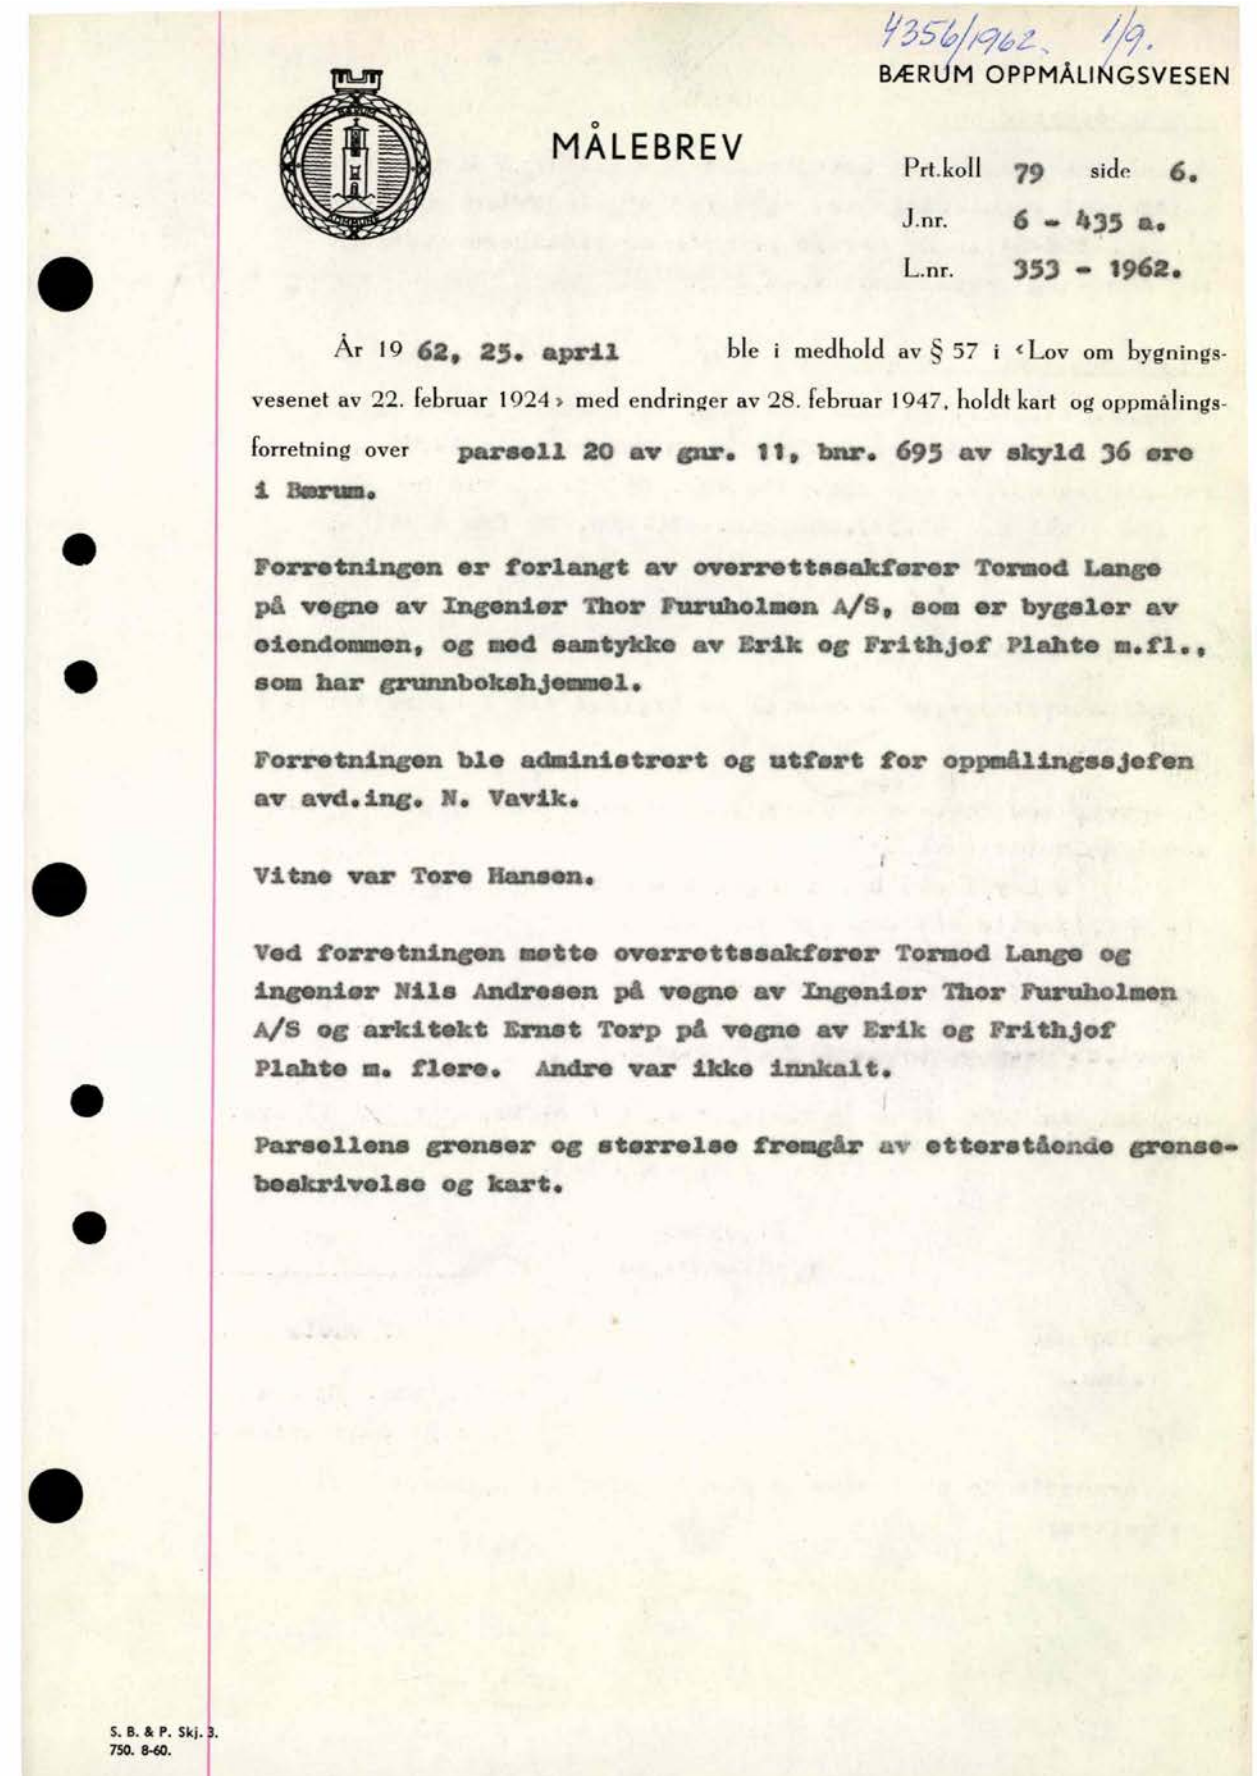 4356/1962. 1/9.
BÆRUM OPPMÅLINGSVESEN
BÆRUM
KOMMUNE
MÅLEBREV
Prt.koll 79 side 6.
J.nr. 6 - 435 a.
L.nr. 353 - 1962.
År 19 62, 25. april ble i medhold av § 57 i «Lov om bygnings-
vesenet av 22. februar 1924» med endringer av 28. februar 1947, holdt kart og oppmålings-
forretning over parsell 20 av gnr. 11, bnr. 695 av skyld 36 øre
i Bærum.
Forretningen er forlangt av overrettssakfører Tormod Lange
på vegne av Ingeniør Thor Furuholmen A/S, som er bygsler av
eiendommen, og med samtykke av Erik og Frithjof Plahte m.fl.,
som har grunnbokshjemmel.
Forretningen ble administrert og utført for oppmålingssjefen
av avd.ing. N. Vavik.
Vitne var Tore Hansen.
Ved forretningen møtte overrettssakfører Tormod Lange og
ingeniør Nils Andresen på vegne av Ingeniør Thor Furuholmen
A/S og arkitekt Ernst Torp på vegne av Erik og Frithjof
Plahte m. flere. Andre var ikke innkalt.
Parsellens grenser og størrelse fremgår av etterstående grense-
beskrivelse og kart.
S. B. & P. Skj. 3.
750. 8-60.